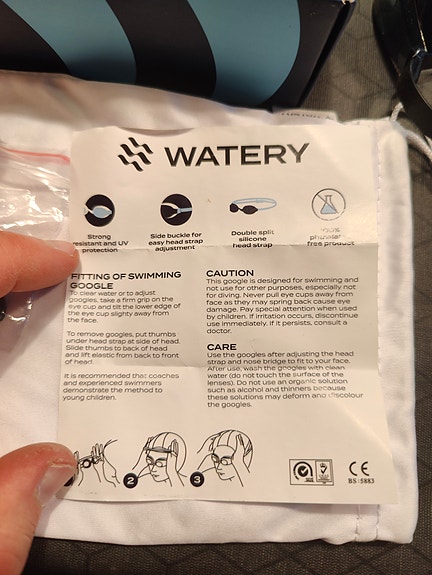 WATERY
Strong
resistant and UV
protection
Side buckle for
easy head strap
adjustment
Double split
silicone
head strap
free product
FITTING OF SWIMMING
GOOGLE
To clear water or to adjust
googles, take a firm grip on the
eye cup and tilt the lower edge of
the eye cup slighty away from
the face.
To remove googles, put thumbs
under head strap at side of head.
Slide thumbs to back of head
and lift elastic from back to front
of head.
It is recommended that coaches
and experienced swimmers
demonstrate the method to
young children.
CAUTION
This google is designed for swimming and
not use for other purposes, especially not
for diving. Never pull eye cups away from
face as they may spring back cause eye
damage. Pay special attention when used
by children. If irritation occurs, discontinue
use immediately. If it persists, consult a
doctor.
CARE
Use the googles after adjusting the head
strap and nose bridge to fit to your face.
After use, wash the googles with clean
water (do not touch the surface of the
lenses). Do not use an organic solution
such as alcohol and thinners because
these solutions may deform and discolour
the googles.
2
3
SGS
CE
BS:5883